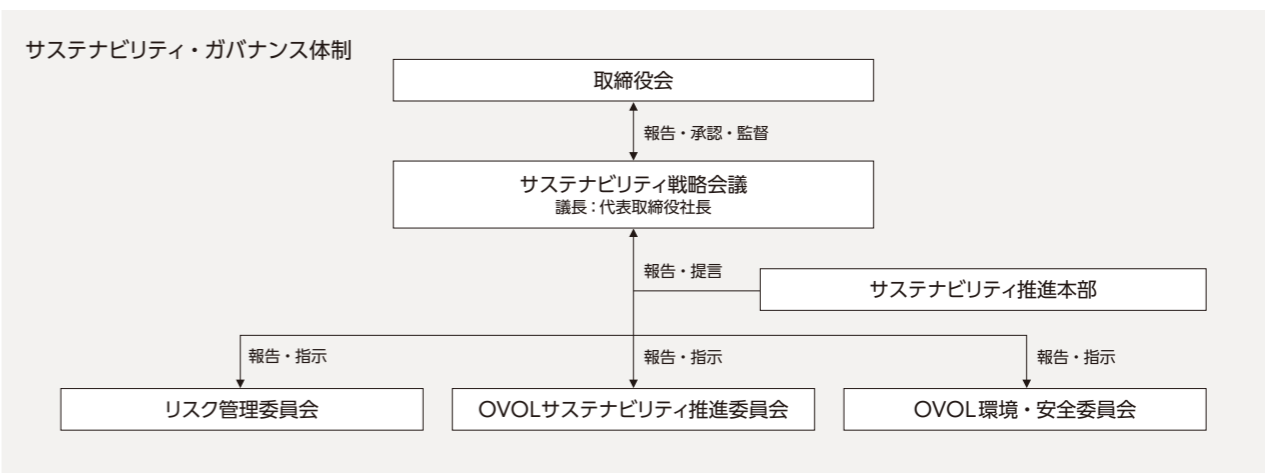 サステナビリティ・ガバナンス体制
取締役会
報告・承認・監督
サステナビリティ戦略会議
議長：代表取締役社長
報告・提言
サステナビリティ推進本部
報告・指示
報告・指示
報告・指示
リスク管理委員会
OVOLサステナビリティ推進委員会
OVOL環境・安全委員会